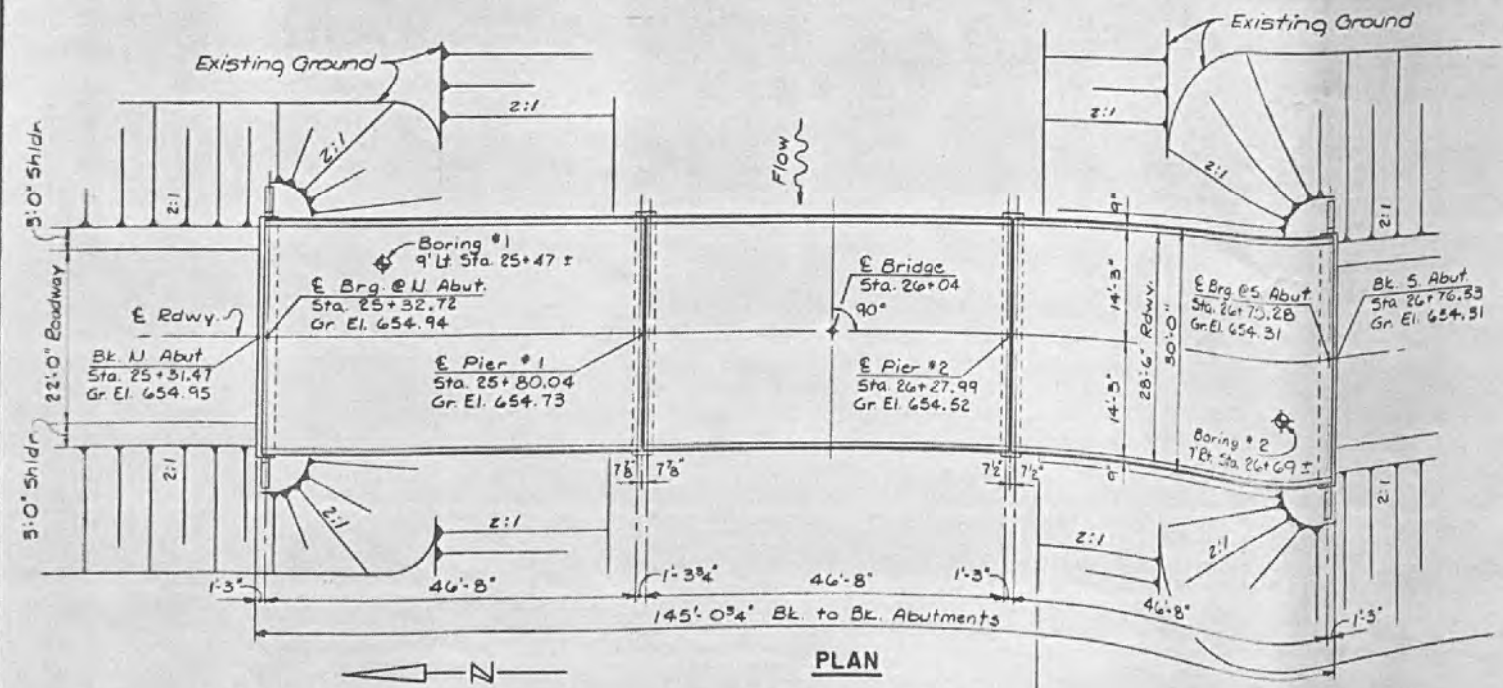 Existing Ground
Existing Ground
2:1
2:1
2:1
2:1
3'-0" Shldr.
2:1
2:1
2:1
Flow
9"
Boring #1
9' Lt Sta. 25+47 ±
℄ Brg. @ N Abut.
Sta. 25+32.72
Gr. El. 654.94
℄ Bridge
Sta. 26+04
90°
14'-3"
28'-6" Rdwy.
30'-0"
℄ Brg @ S. Abut.
Gr. El. 654.31
Bk. S. Abut.
Sta 26+76.53
Gr. El. 654.31
22'-0" Roadway
℄ Rdwy.
Bk. N Abut
Sta. 25+31.47
Gr. El. 654.95
℄ Pier #1
Sta. 25+80.04
Gr. El. 654.73
℄ Pier #2
Sta. 26+27.99
Gr. El. 654.52
14'-3"
Boring #2
7' Rt. Sta. 26+69 ±
3'-0" Shldr.
2:1
7⅞"
7⅞"
7½"
7½"
9"
2:1
2:1
2:1
2:1
2:1
1'-3"
46'-8"
1'-3¾"
46'-8"
1'-3"
46'-8"
1'-3"
145'-0¾" Bk. to Bk. Abutments
N
PLAN